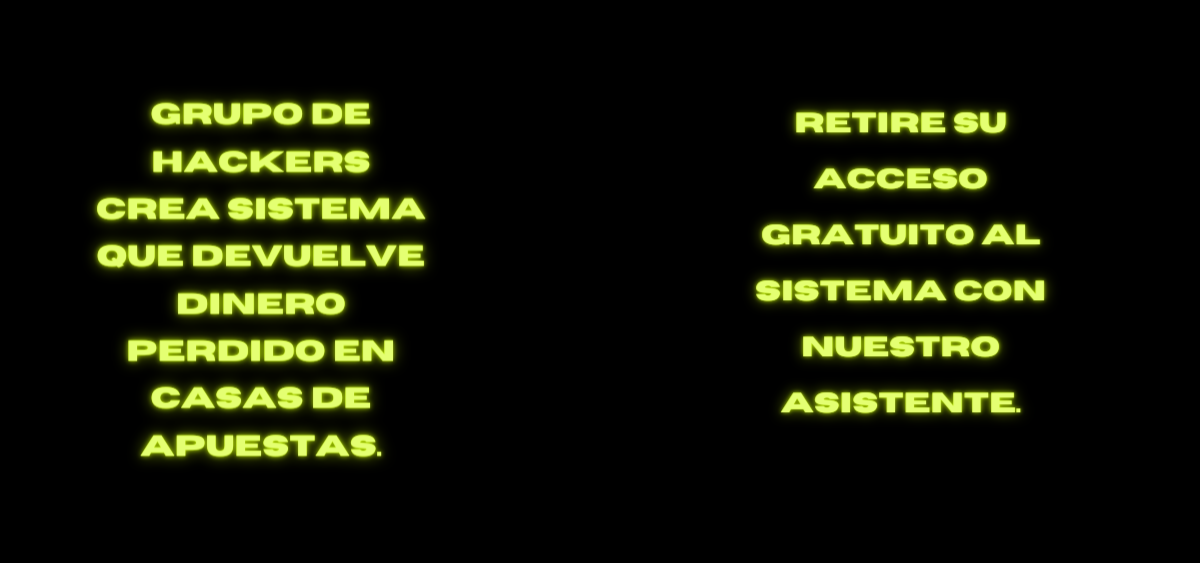 GRUPO DE
HACKERS
CREA SISTEMA
QUE DEVUELVE
DINERO
PERDIDO EN
CASAS DE
APUESTAS.
RETIRE SU
ACCESO
GRATUITO AL
SISTEMA CON
NUESTRO
ASISTENTE.